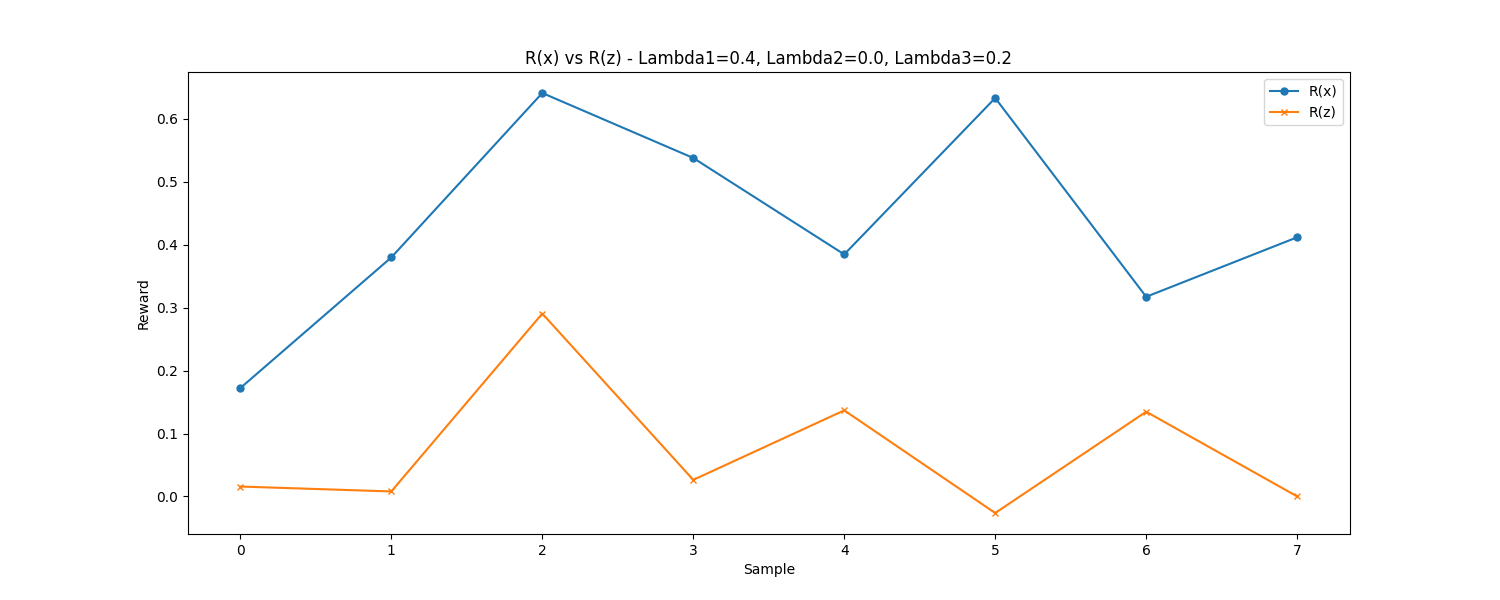 R(x) vs R(z) - Lambda1=0.4, Lambda2=0.0, Lambda3=0.2
R(x)
R(z)
0.6
0.5
0.4
0.3
0.2
0.1
0.0
Reward
0 1 2 3 4 5 6 7
Sample